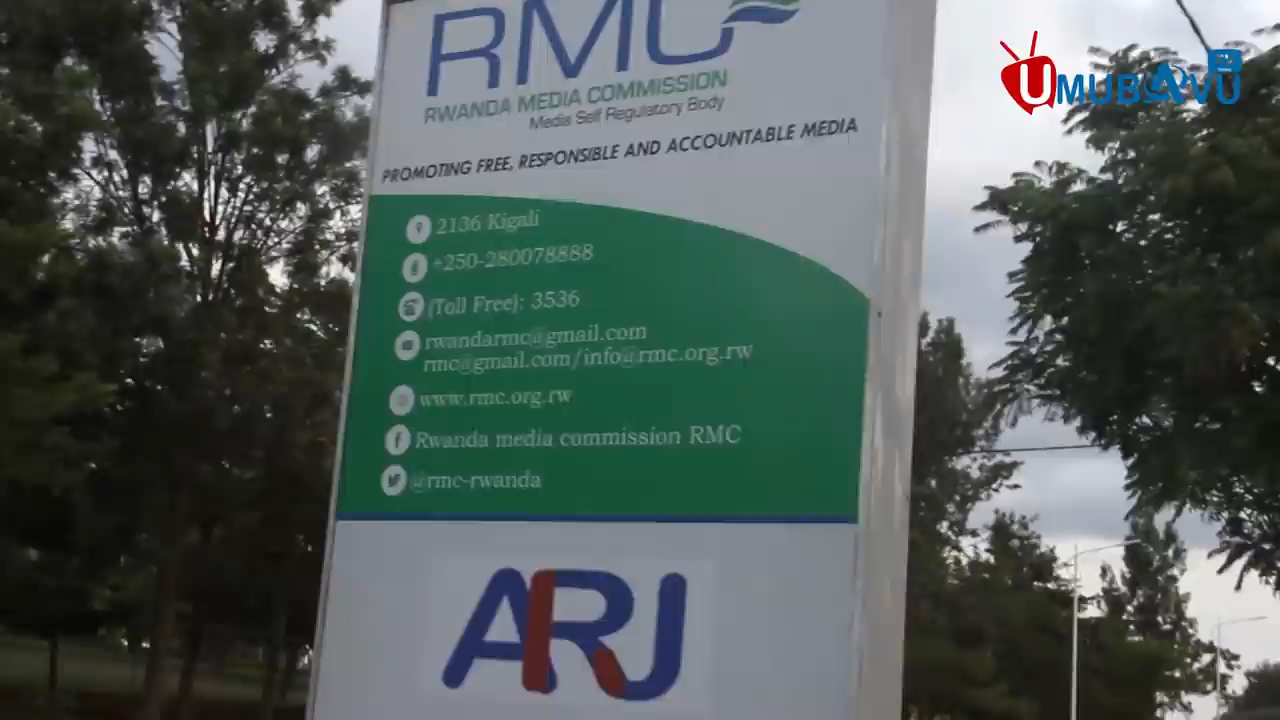 RMC
RWANDA MEDIA COMMISSION
Media Self Regulatory Body
PROMOTING FREE, RESPONSIBLE AND ACCOUNTABLE MEDIA
2136 Kigali
+250-280078888
(Toll Free): 3536
rwandarmc@gmail.com
rmc@gmail.com/info@rmc.org.rw
www.rmc.org.rw
Rwanda media commission RMC
@rmc-rwanda
ARJ
UMUBAVU